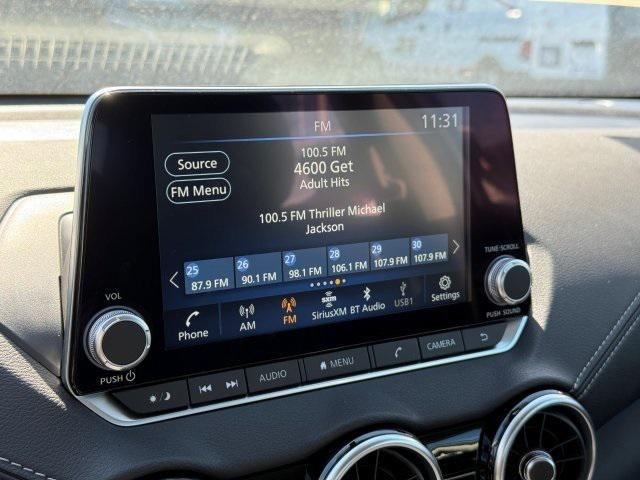 FM
11:31
Source
FM Menu
100.5 FM
4600 Get
Adult Hits
100.5 FM Thriller Michael
Jackson
25
87.9 FM
26
90.1 FM
27
98.1 FM
28
106.1 FM
29
107.9 FM
30
107.9 FM
Phone
AM
FM
sxm
SiriusXM
BT Audio
USB1
Settings
VOL
PUSH
TUNE·SCROLL
PUSH SOUND
AUDIO
MENU
CAMERA